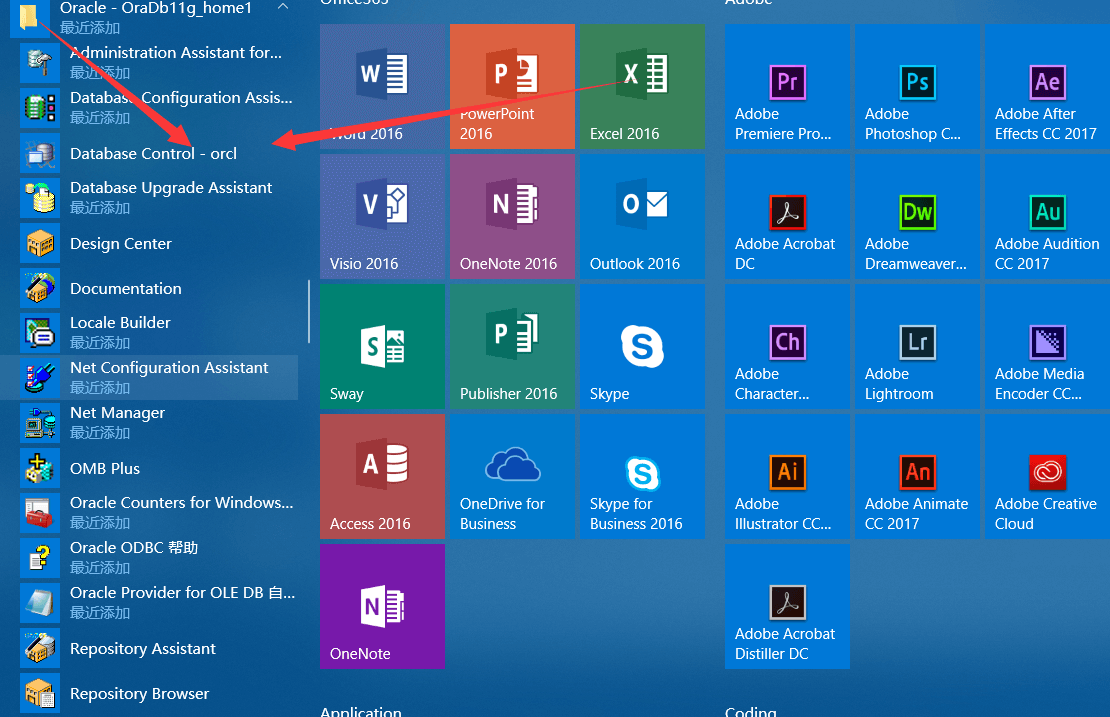 Oracle - OraDb11g_home1
最近添加
Administration Assistant for...
最近添加
Database Configuration Assis...
最近添加
Database Control - orcl
Database Upgrade Assistant
最近添加
Design Center
Documentation
Locale Builder
最近添加
Net Configuration Assistant
最近添加
Net Manager
最近添加
OMB Plus
Oracle Counters for Windows...
最近添加
Oracle ODBC 帮助
最近添加
Oracle Provider for OLE DB 自...
最近添加
Repository Assistant
Repository Browser
Office365
Word 2016
PowerPoint
2016
Excel 2016
Visio 2016
OneNote 2016
Outlook 2016
Sway
Publisher 2016
Skype
Access 2016
OneDrive for
Business
Skype for
Business 2016
OneNote
Application
Adobe
Pr
Adobe
Premiere Pro...
Ps
Adobe
Photoshop C...
Ae
Adobe After
Effects CC 2017
Adobe Acrobat
DC
Dw
Adobe
Dreamweaver...
Au
Adobe Audition
CC 2017
Ch
Adobe
Character...
Lr
Adobe
Lightroom
Adobe Media
Encoder CC...
Ai
Adobe
Illustrator CC...
An
Adobe Animate
CC 2017
Adobe Creative
Cloud
Adobe Acrobat
Distiller DC
Coding